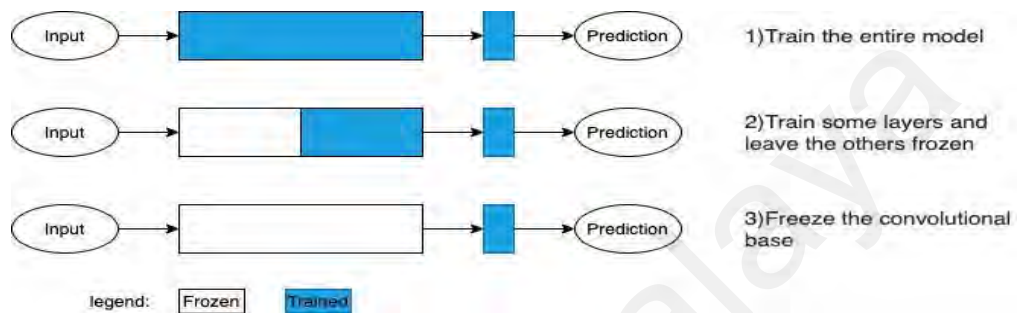 Input
Prediction
1)Train the entire model
Input
Prediction
2)Train some layers and
leave the others frozen
Input
Prediction
3)Freeze the convolutional
base
legend:
Frozen
Trained